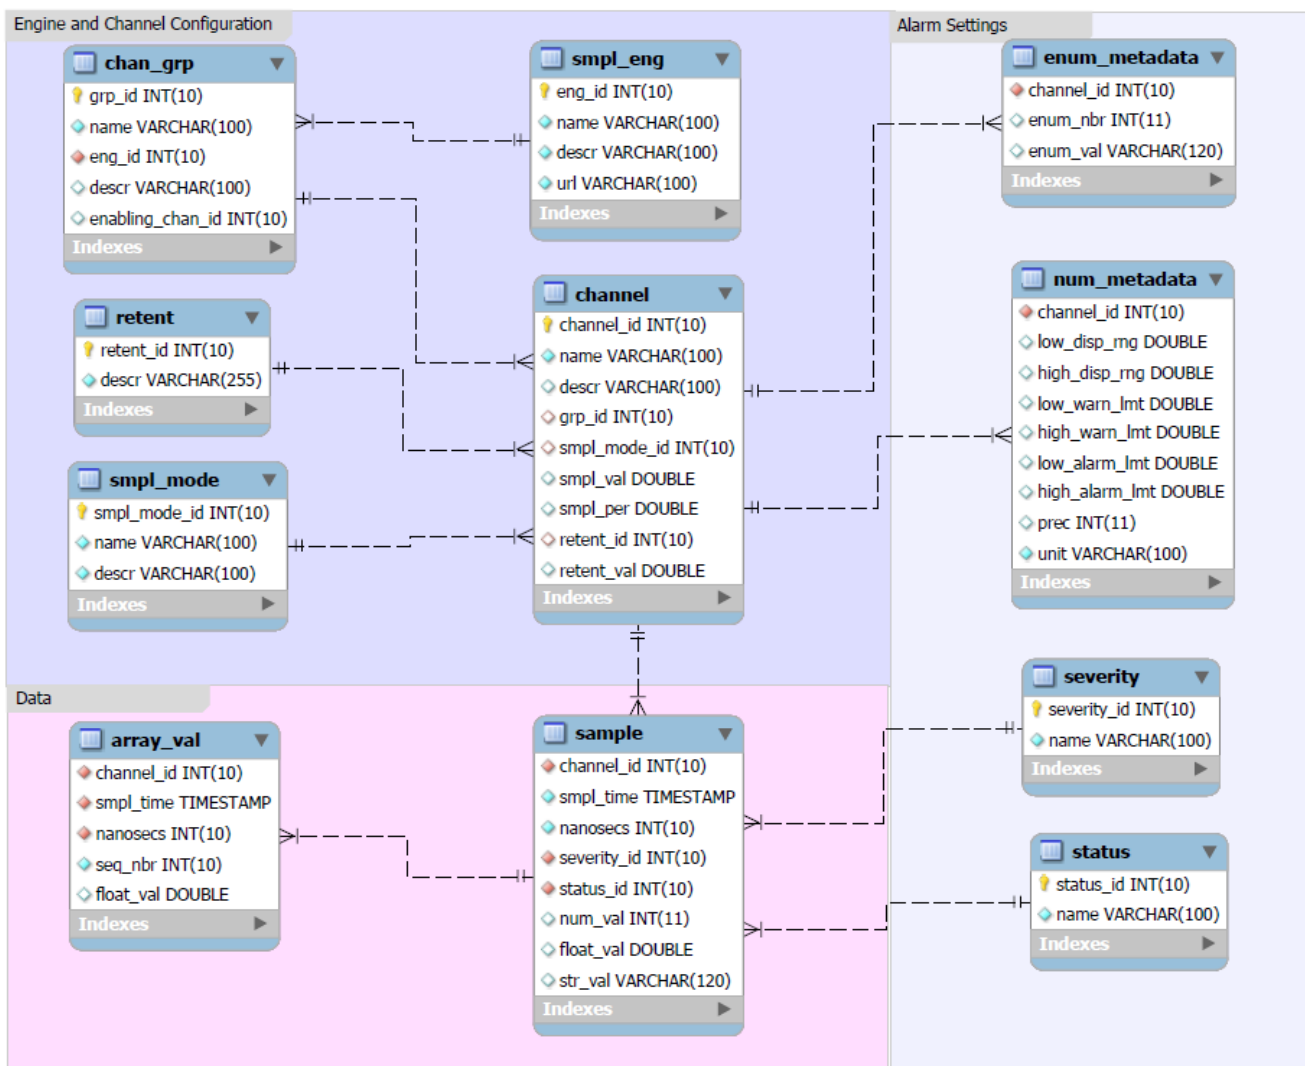 Engine and Channel Configuration
chan_grp
grp_id INT(10)
name VARCHAR(100)
eng_id INT(10)
descr VARCHAR(100)
enabling_chan_id INT(10)
Indexes
smpl_eng
eng_id INT(10)
name VARCHAR(100)
descr VARCHAR(100)
url VARCHAR(100)
Indexes
retent
retent_id INT(10)
descr VARCHAR(255)
Indexes
channel
channel_id INT(10)
name VARCHAR(100)
descr VARCHAR(100)
grp_id INT(10)
smpl_mode_id INT(10)
smpl_val DOUBLE
smpl_per DOUBLE
retent_id INT(10)
retent_val DOUBLE
Indexes
smpl_mode
smpl_mode_id INT(10)
name VARCHAR(100)
descr VARCHAR(100)
Indexes
Alarm Settings
enum_metadata
channel_id INT(10)
enum_nbr INT(11)
enum_val VARCHAR(120)
Indexes
num_metadata
channel_id INT(10)
low_disp_rng DOUBLE
high_disp_rng DOUBLE
low_warn_lmt DOUBLE
high_warn_lmt DOUBLE
low_alarm_lmt DOUBLE
high_alarm_lmt DOUBLE
prec INT(11)
unit VARCHAR(100)
Indexes
severity
severity_id INT(10)
name VARCHAR(100)
Indexes
status
status_id INT(10)
name VARCHAR(100)
Indexes
Data
array_val
channel_id INT(10)
smpl_time TIMESTAMP
nanosecs INT(10)
seq_nbr INT(10)
float_val DOUBLE
Indexes
sample
channel_id INT(10)
smpl_time TIMESTAMP
nanosecs INT(10)
severity_id INT(10)
status_id INT(10)
num_val INT(11)
float_val DOUBLE
str_val VARCHAR(120)
Indexes